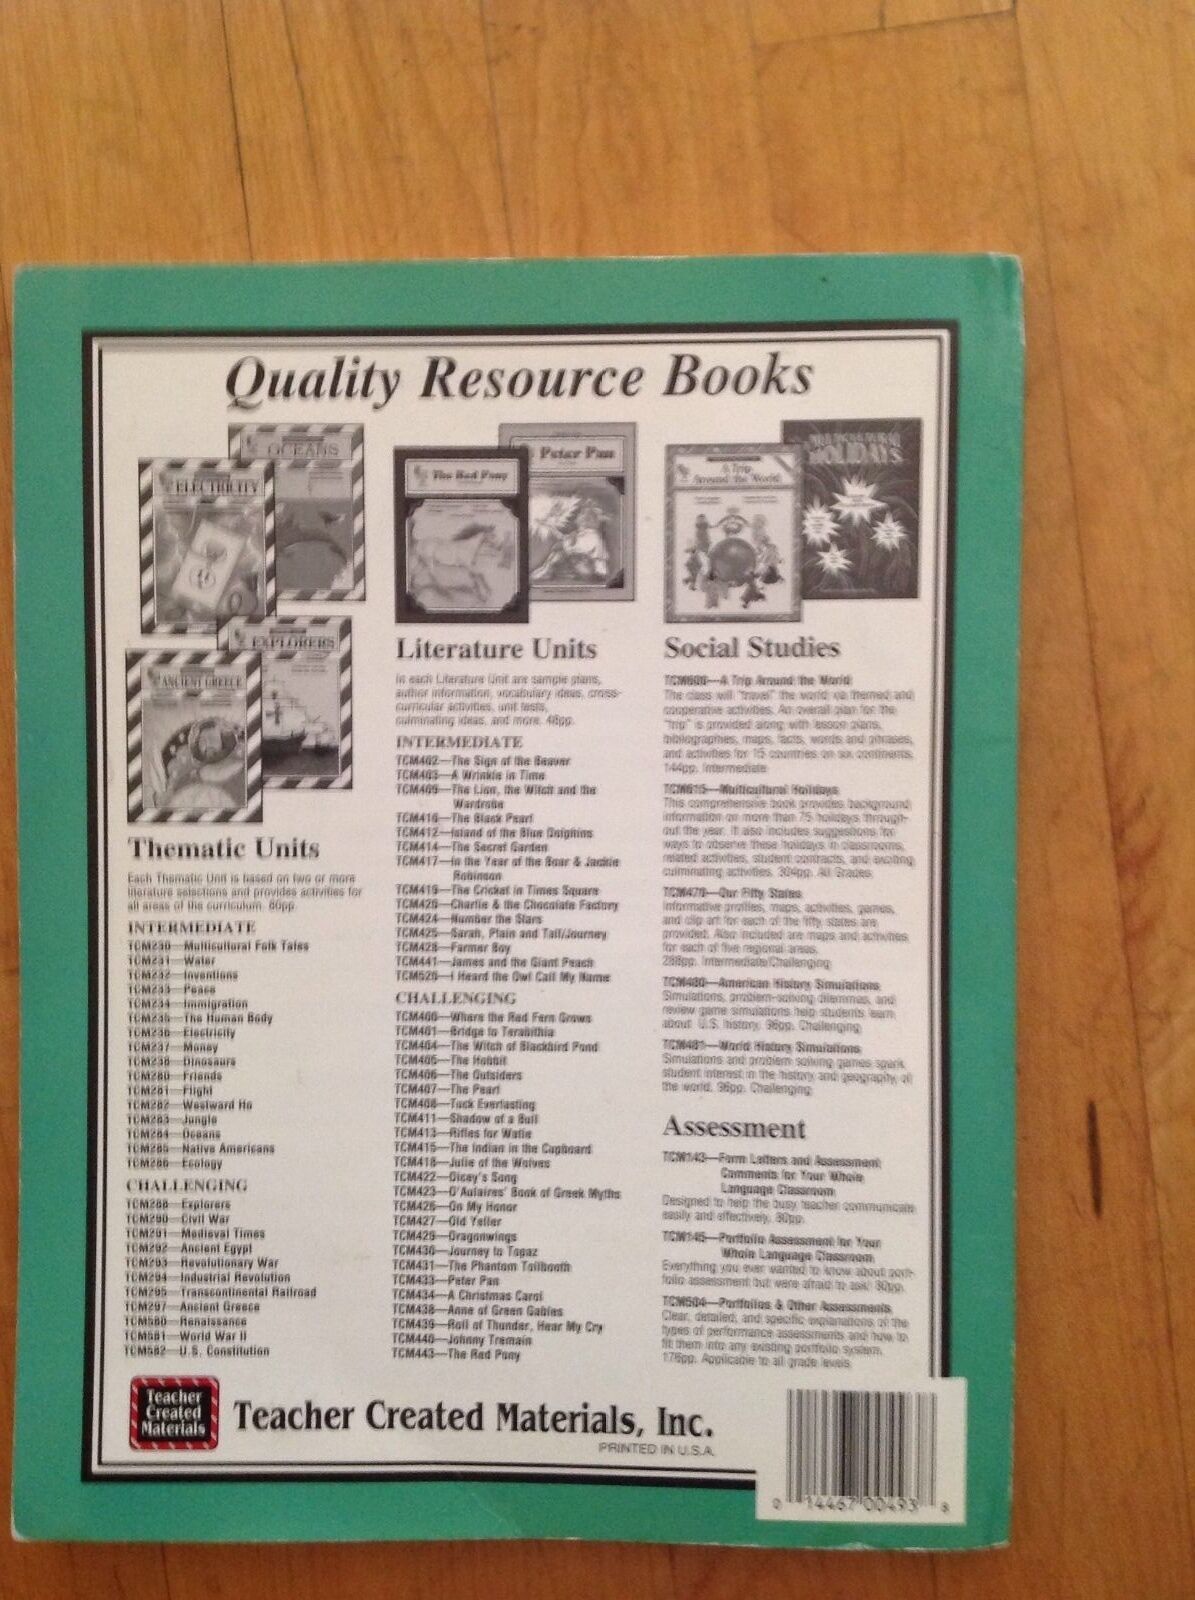 Quality Resource Books
OCEANS
ELECTRICITY
EXPLORERS
ANCIENT GREECE
Thematic Units
Each Thematic Unit is based on two or more
literature selections and provides activities for
all areas of the curriculum. 80pp.
INTERMEDIATE
TCM230—Multicultural Folk Tales
TCM231—Water
TCM232—Inventions
TCM233—Peace
TCM234—Immigration
TCM235—The Human Body
TCM236—Electricity
TCM237—Money
TCM238—Dinosaurs
TCM280—Friends
TCM281—Flight
TCM282—Westward Ho
TCM283—Jungle
TCM284—Oceans
TCM285—Native Americans
TCM286—Ecology
CHALLENGING
TCM288—Explorers
TCM290—Civil War
TCM291—Medieval Times
TCM292—Ancient Egypt
TCM293—Revolutionary War
TCM294—Industrial Revolution
TCM295—Transcontinental Railroad
TCM297—Ancient Greece
TCM580—Renaissance
TCM581—World War II
TCM582—U.S. Constitution
The Red Pony
Peter Pan
Literature Units
In each Literature Unit are sample plans,
author information, vocabulary ideas, cross-
curricular activities, unit tests,
culminating ideas, and more. 48pp.
INTERMEDIATE
TCM402—The Sign of the Beaver
TCM403—A Wrinkle in Time
TCM409—The Lion, the Witch and the
Wardrobe
TCM410—The Black Pearl
TCM412—Island of the Blue Dolphins
TCM414—The Secret Garden
TCM417—In the Year of the Boar & Jackie
Robinson
TCM419—The Cricket in Times Square
TCM420—Charlie & the Chocolate Factory
TCM424—Number the Stars
TCM425—Sarah, Plain and Tall/Journey
TCM428—Farmer Boy
TCM441—James and the Giant Peach
TCM520—I Heard the Owl Call My Name
CHALLENGING
TCM400—Where the Red Fern Grows
TCM401—Bridge to Terabithia
TCM404—The Witch of Blackbird Pond
TCM405—The Hobbit
TCM406—The Outsiders
TCM407—The Pearl
TCM408—Tuck Everlasting
TCM411—Shadow of a Bull
TCM413—Rifles for Watie
TCM415—The Indian in the Cupboard
TCM418—Julie of the Wolves
TCM422—Dicey's Song
TCM423—D'Aulaires' Book of Greek Myths
TCM426—On My Honor
TCM427—Old Yeller
TCM429—Dragonwings
TCM430—Journey to Topaz
TCM431—The Phantom Tollbooth
TCM433—Peter Pan
TCM434—A Christmas Carol
TCM438—Anne of Green Gables
TCM439—Roll of Thunder, Hear My Cry
TCM440—Johnny Tremain
TCM443—The Red Pony
A Trip
Around the World
MULTICULTURAL
HOLIDAYS
Social Studies
TCM606—A Trip Around the World
The class will "travel" the world via themed and
cooperative activities. An overall plan for the
"trip" is provided along with lesson plans,
bibliographies, maps, facts, words and phrases,
and activities for 15 countries on six continents.
144pp. Intermediate
TCM615—Multicultural Holidays
This comprehensive book provides background
information on more than 75 holidays through-
out the year. It also includes suggestions for
ways to observe these holidays in classrooms,
related activities, student contracts, and exciting
culminating activities. 304pp. All Grades
TCM470—Our Fifty States
Informative profiles, maps, activities, games,
and clip art for each of the fifty states are
provided. Also included are maps and activities
for each of five regional areas.
288pp. Intermediate/Challenging
TCM480—American History Simulations
Simulations, problem-solving dilemmas, and
review game simulations help students learn
about U.S. history. 96pp. Challenging
TCM481—World History Simulations
Simulations and problem solving games spark
student interest in the history and geography of
the world. 96pp. Challenging
Assessment
TCM143—Form Letters and Assessment
Comments for Your Whole
Language Classroom
Designed to help the busy teacher communicate
easily and effectively. 80pp.
TCM145—Portfolio Assessment for Your
Whole Language Classroom
Everything you ever wanted to know about port-
folio assessment but were afraid to ask! 80pp.
TCM504—Portfolios & Other Assessments
Clear, detailed, and specific explanations of the
types of performance assessments and how to
fit them into any existing portfolio system.
176pp. Applicable to all grade levels.
Teacher
Created
Materials
Teacher Created Materials, Inc.
PRINTED IN U.S.A.
0 14467 00493 8